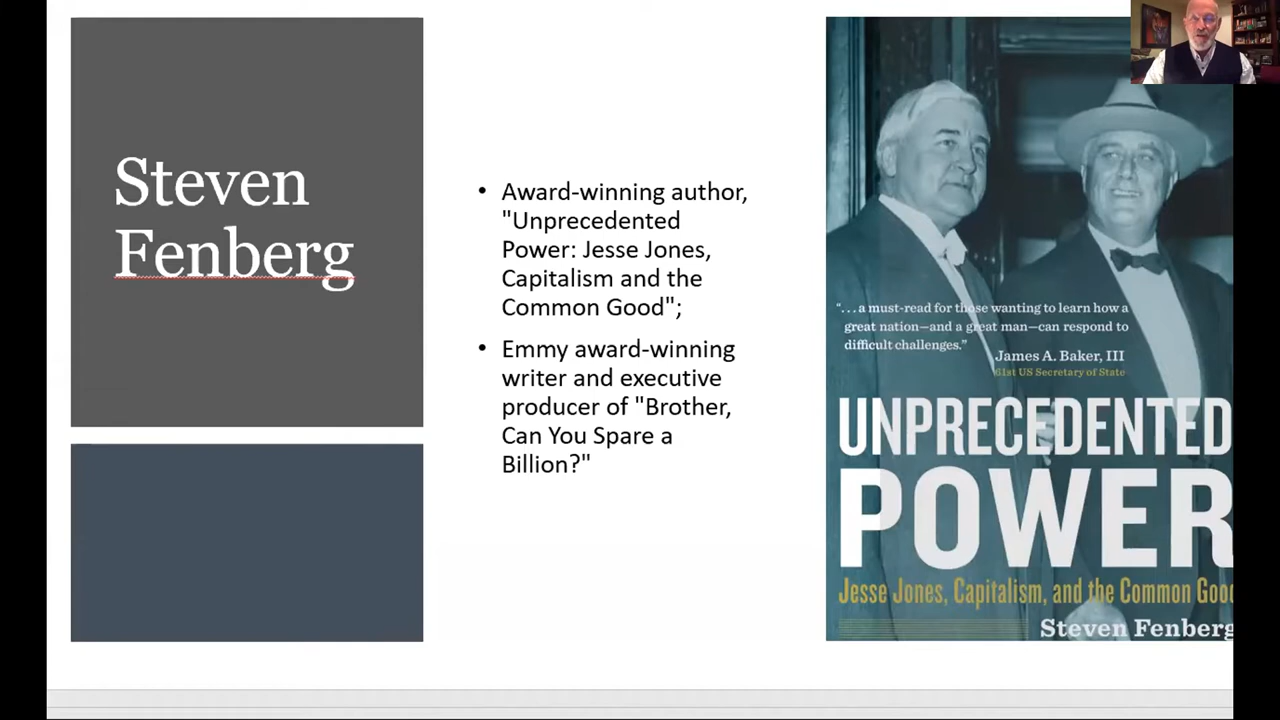 Steven
Fenberg
• Award-winning author,
"Unprecedented
Power: Jesse Jones,
Capitalism and the
Common Good";
• Emmy award-winning
writer and executive
producer of "Brother,
Can You Spare a
Billion?"
“. . . a must-read for those wanting to learn how a
great nation—and a great man—can respond to
difficult challenges.”
James A. Baker, III
61st US Secretary of State
UNPRECEDENTED
POWER
Jesse Jones, Capitalism, and the Common Good
Steven Fenberg